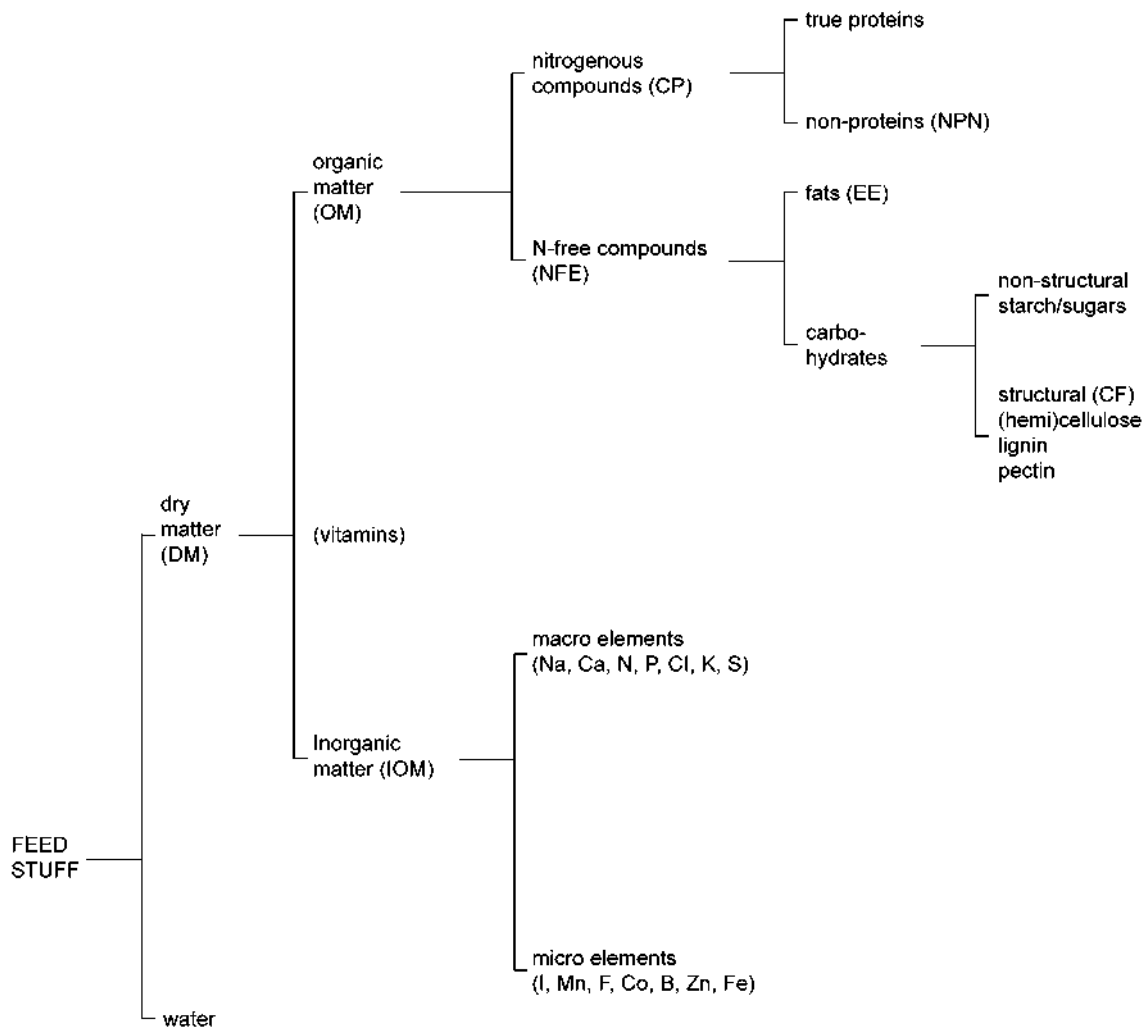 true proteins
nitrogenous
compounds (CP)
non-proteins (NPN)
organic
matter
(OM)
fats (EE)
N-free compounds
(NFE)
non-structural
starch/sugars
carbo-
hydrates
structural (CF)
(hemi)cellulose
lignin
pectin
dry
matter
(DM)
(vitamins)
macro elements
(Na, Ca, N, P, Cl, K, S)
Inorganic
matter (IOM)
FEED
STUFF
micro elements
(I, Mn, F, Co, B, Zn, Fe)
water